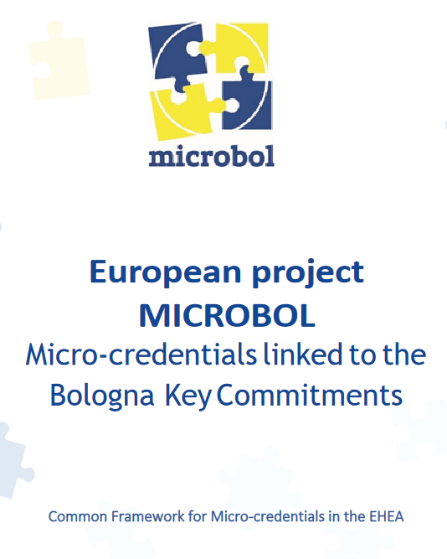 microbol
European project
MICROBOL
Micro-credentials linked to the
Bologna Key Commitments
Common Framework for Micro-credentials in the EHEA